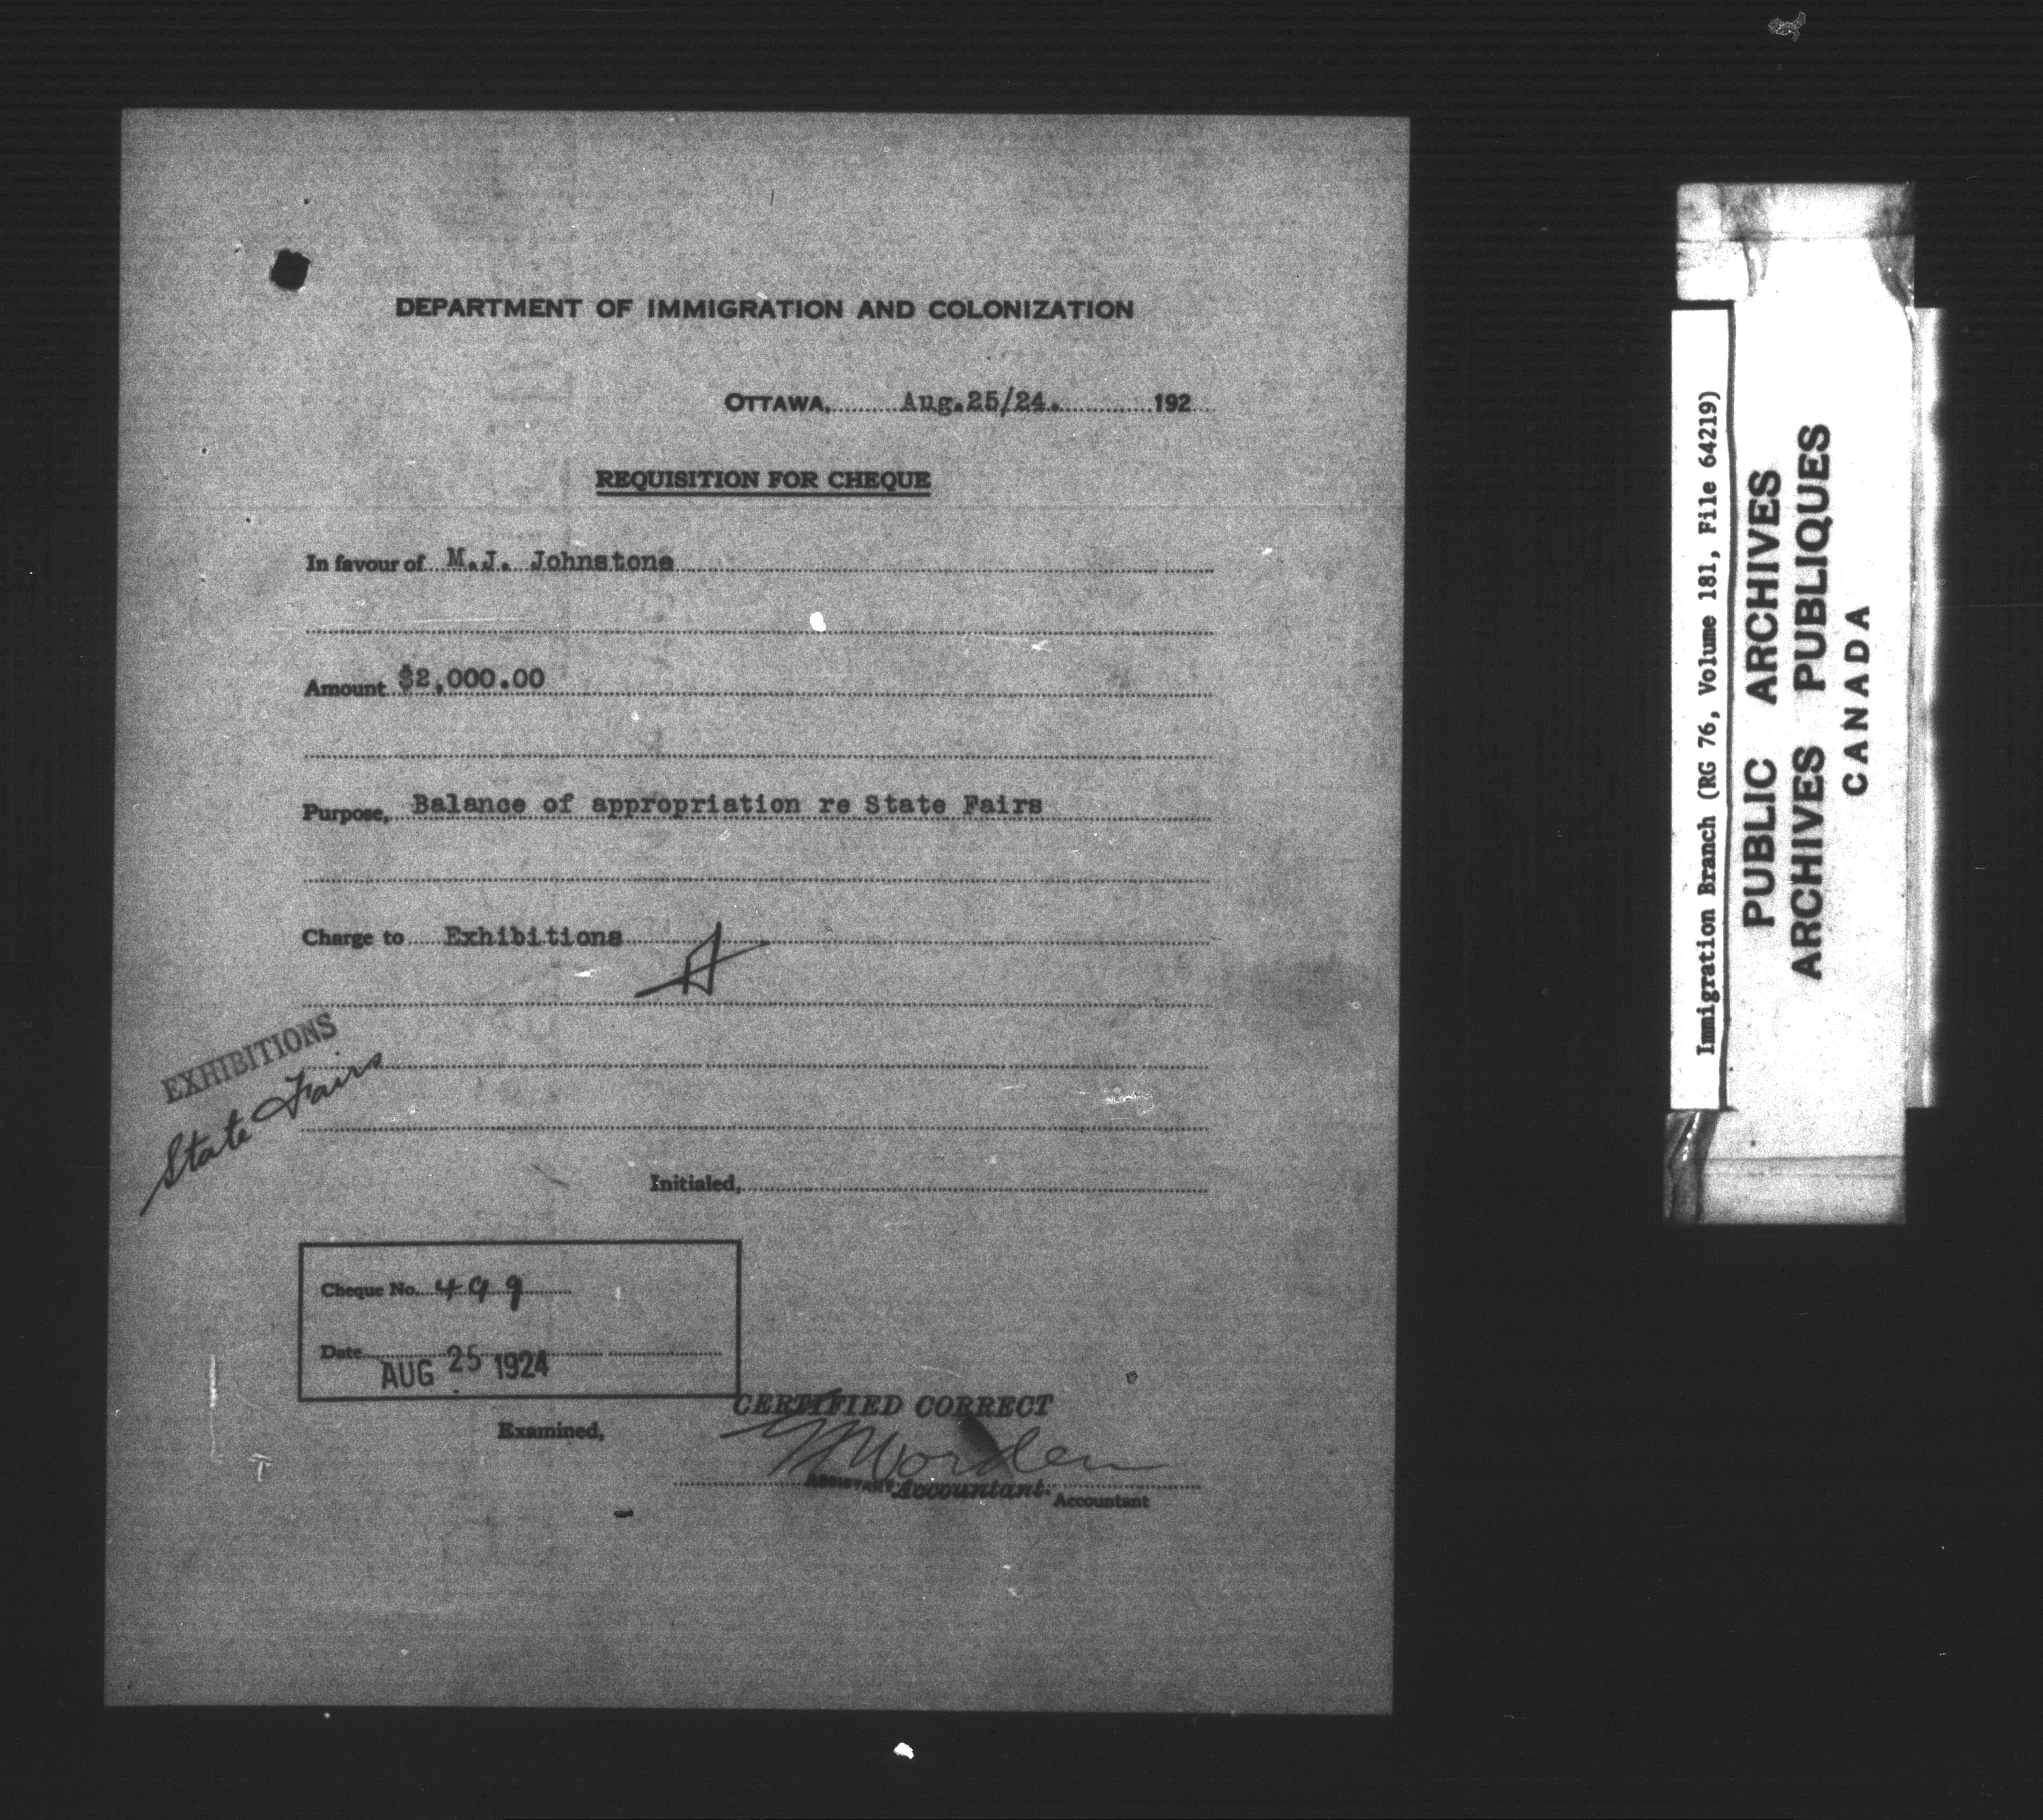 DEPARTMENT OF IMMIGRATION AND COLONIZATION
OTTAWA, Aug.25/24. 192
REQUISITION FOR CHEQUE
In favour of M.J. Johnstone
Amount $2,000.00
Purpose, Balance of appropriation re State Fairs
Charge to Exhibitions
EXHIBITIONS
State Fairs
Initialed,
Cheque No. 499
Date AUG 25 1924
CERTIFIED CORRECT
Examined,
Worden
ASSISTANT Accountant.
Accountant
Immigration Branch (RG 76, Volume 181, File 64219)
PUBLIC ARCHIVES
ARCHIVES PUBLIQUES
CANADA